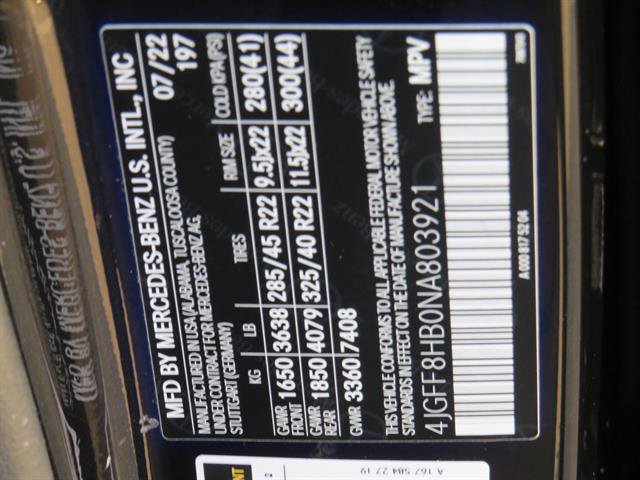 MFD BY MERCEDES-BENZ U.S. INTL., INC 07/22
MANUFACTURED IN USA (ALABAMA, TUSCALOOSA COUNTY) 197
UNDER CONTRACT FOR MERCEDES-BENZ AG,
STUTTGART (GERMANY)
KG LB TIRES RIM SIZE COLD KPA (PSI)
GAWR FRONT 1650 3638 285/45 R22 9.5Jx22 280(41)
GAWR REAR 1850 4079 325/40 R22 11.5Jx22 300(44)
GVWR 3360 7408
THIS VEHICLE CONFORMS TO ALL APPLICABLE FEDERAL MOTOR VEHICLE SAFETY
STANDARDS IN EFFECT ON THE DATE OF MANUFACTURE SHOWN ABOVE.
4JGFF8HB0NA803921 TYPE: MPV
A 000 817 52 04
A 167 584 27 19
2